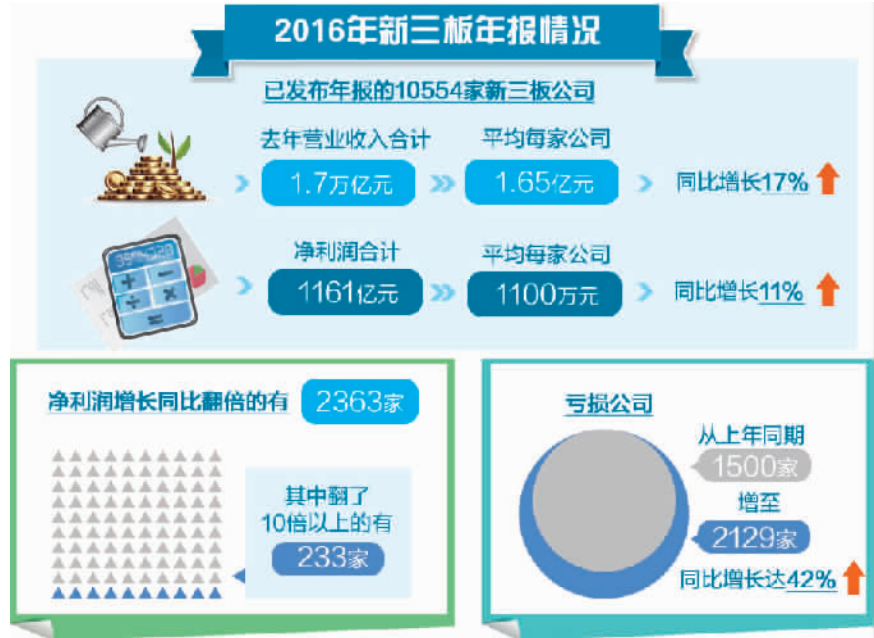 2016年新三板年报情况
已发布年报的10554家新三板公司
去年营业收入合计
平均每家公司
1.7万亿元
1.65亿元
同比增长17%
净利润合计
平均每家公司
1161亿元
1100万元
同比增长11%
净利润增长同比翻倍的有 2363家
其中翻了
10倍以上的有
233家
亏损公司
从上年同期
1500家
增至
2129家
同比增长达42%